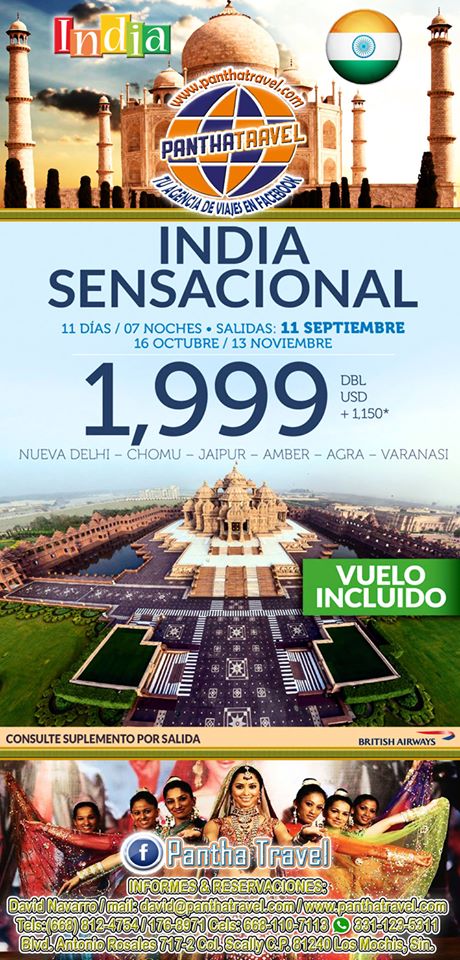 India
www.panthatravel.com
PANTHATRAVEL
TU AGENCIA DE VIAJES EN FACEBOOK
INDIA
SENSACIONAL
11 DÍAS / 07 NOCHES • SALIDAS: 11 SEPTIEMBRE
16 OCTUBRE / 13 NOVIEMBRE
1,999 DBL
USD
+ 1,150*
NUEVA DELHI – CHOMU – JAIPUR – AMBER – AGRA – VARANASI
VUELO
INCLUIDO
CONSULTE SUPLEMENTO POR SALIDA
BRITISH AIRWAYS
f Pantha Travel
INFORMES & RESERVACIONES:
David Navarro / mail: david@panthatravel.com / www.panthatravel.com
Tels:(668) 812-4754 / 176-8971 Cels: 668-110-7113 331-123-5311
Blvd. Antonio Rosales 717-2 Col. Scally C.P. 81240 Los Mochis, Sin.